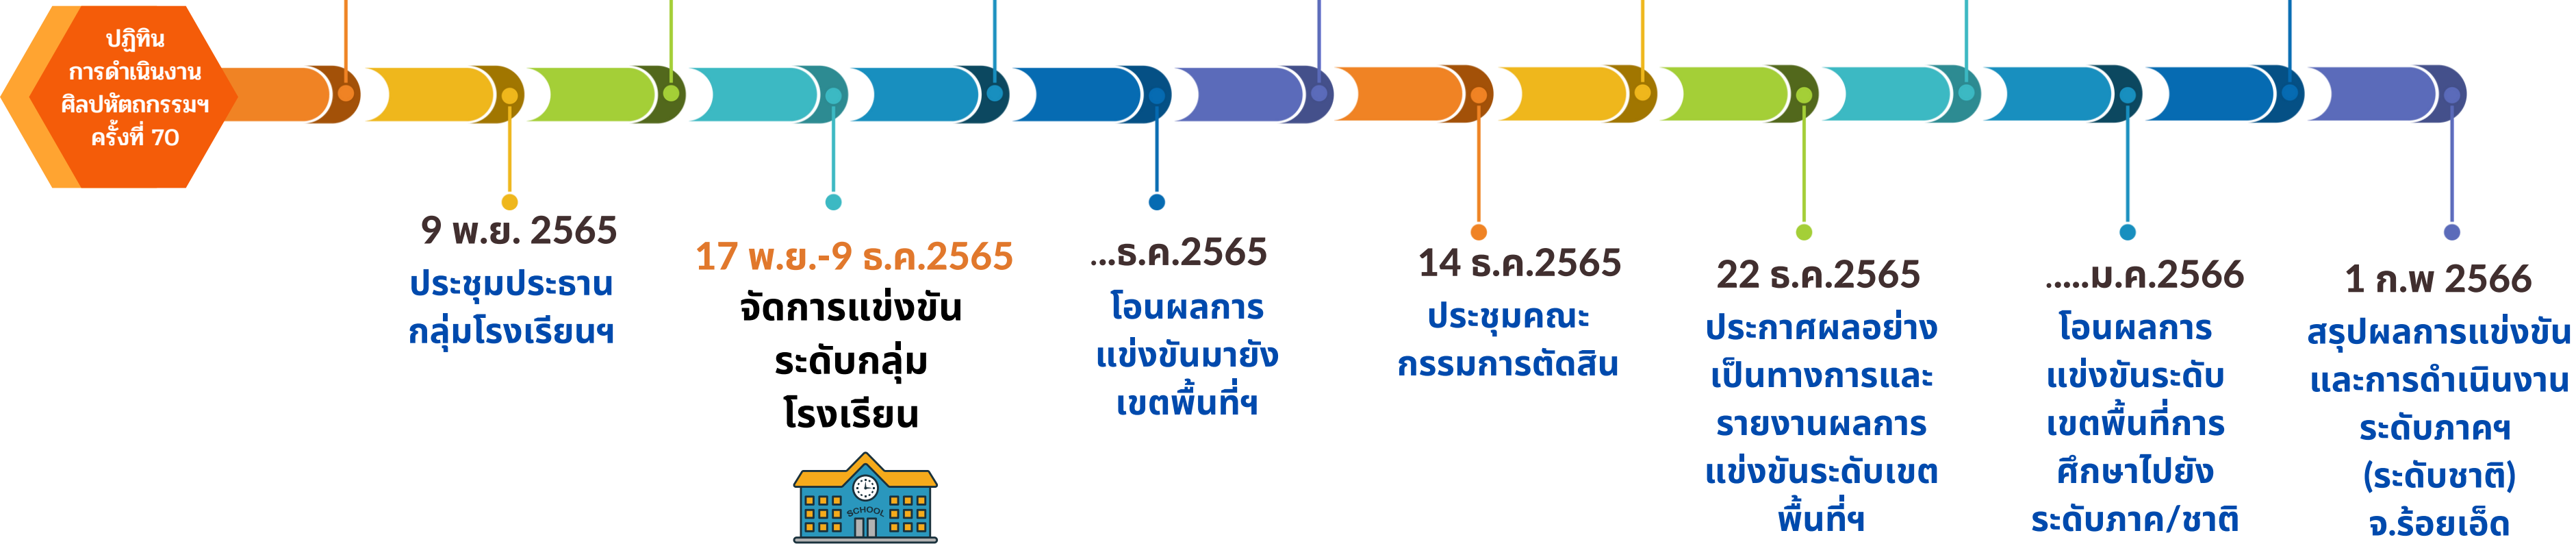 ปฏิทิน
การดำเนินงาน
ศิลปหัตถกรรมฯ
ครั้งที่ 70
9 พ.ย. 2565
ประชุมประธาน
กลุ่มโรงเรียนฯ
17 พ.ย.-9 ธ.ค.2565
จัดการแข่งขัน
ระดับกลุ่ม
โรงเรียน
SCHOOL
...ธ.ค.2565
โอนผลการ
แข่งขันมายัง
เขตพื้นที่ฯ
14 ธ.ค.2565
ประชุมคณะ
กรรมการตัดสิน
22 ธ.ค.2565
ประกาศผลอย่าง
เป็นทางการและ
รายงานผลการ
แข่งขันระดับเขต
พื้นที่ฯ
.....ม.ค.2566
โอนผลการ
แข่งขันระดับ
เขตพื้นที่การ
ศึกษาไปยัง
ระดับภาค/ชาติ
1 ก.พ 2566
สรุปผลการแข่งขัน
และการดำเนินงาน
ระดับภาคฯ
(ระดับชาติ)
จ.ร้อยเอ็ด